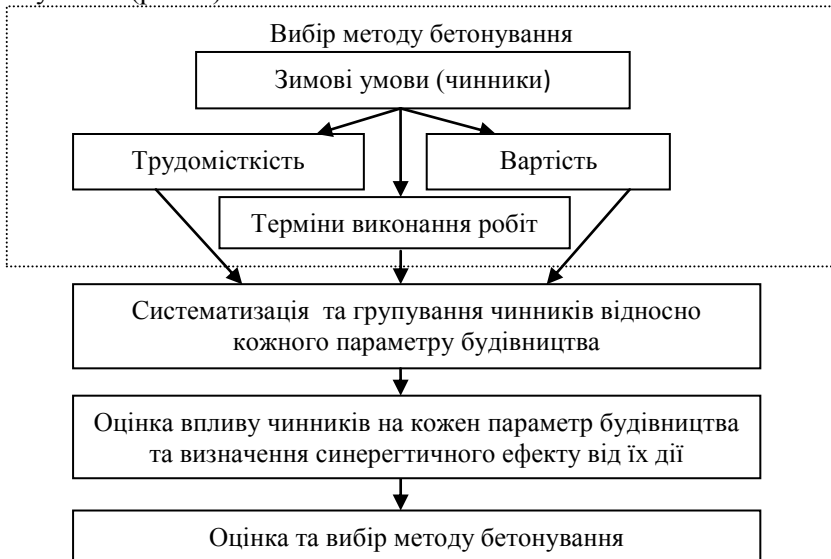 Вибір методу бетонування
Зимові умови (чинники)
Трудомісткість
Вартість
Терміни виконання робіт
Систематизація та групування чинників відносно
кожного параметру будівництва
Оцінка впливу чинників на кожен параметр будівництва
та визначення синерегтичного ефекту від їх дії
Оцінка та вибір методу бетонування